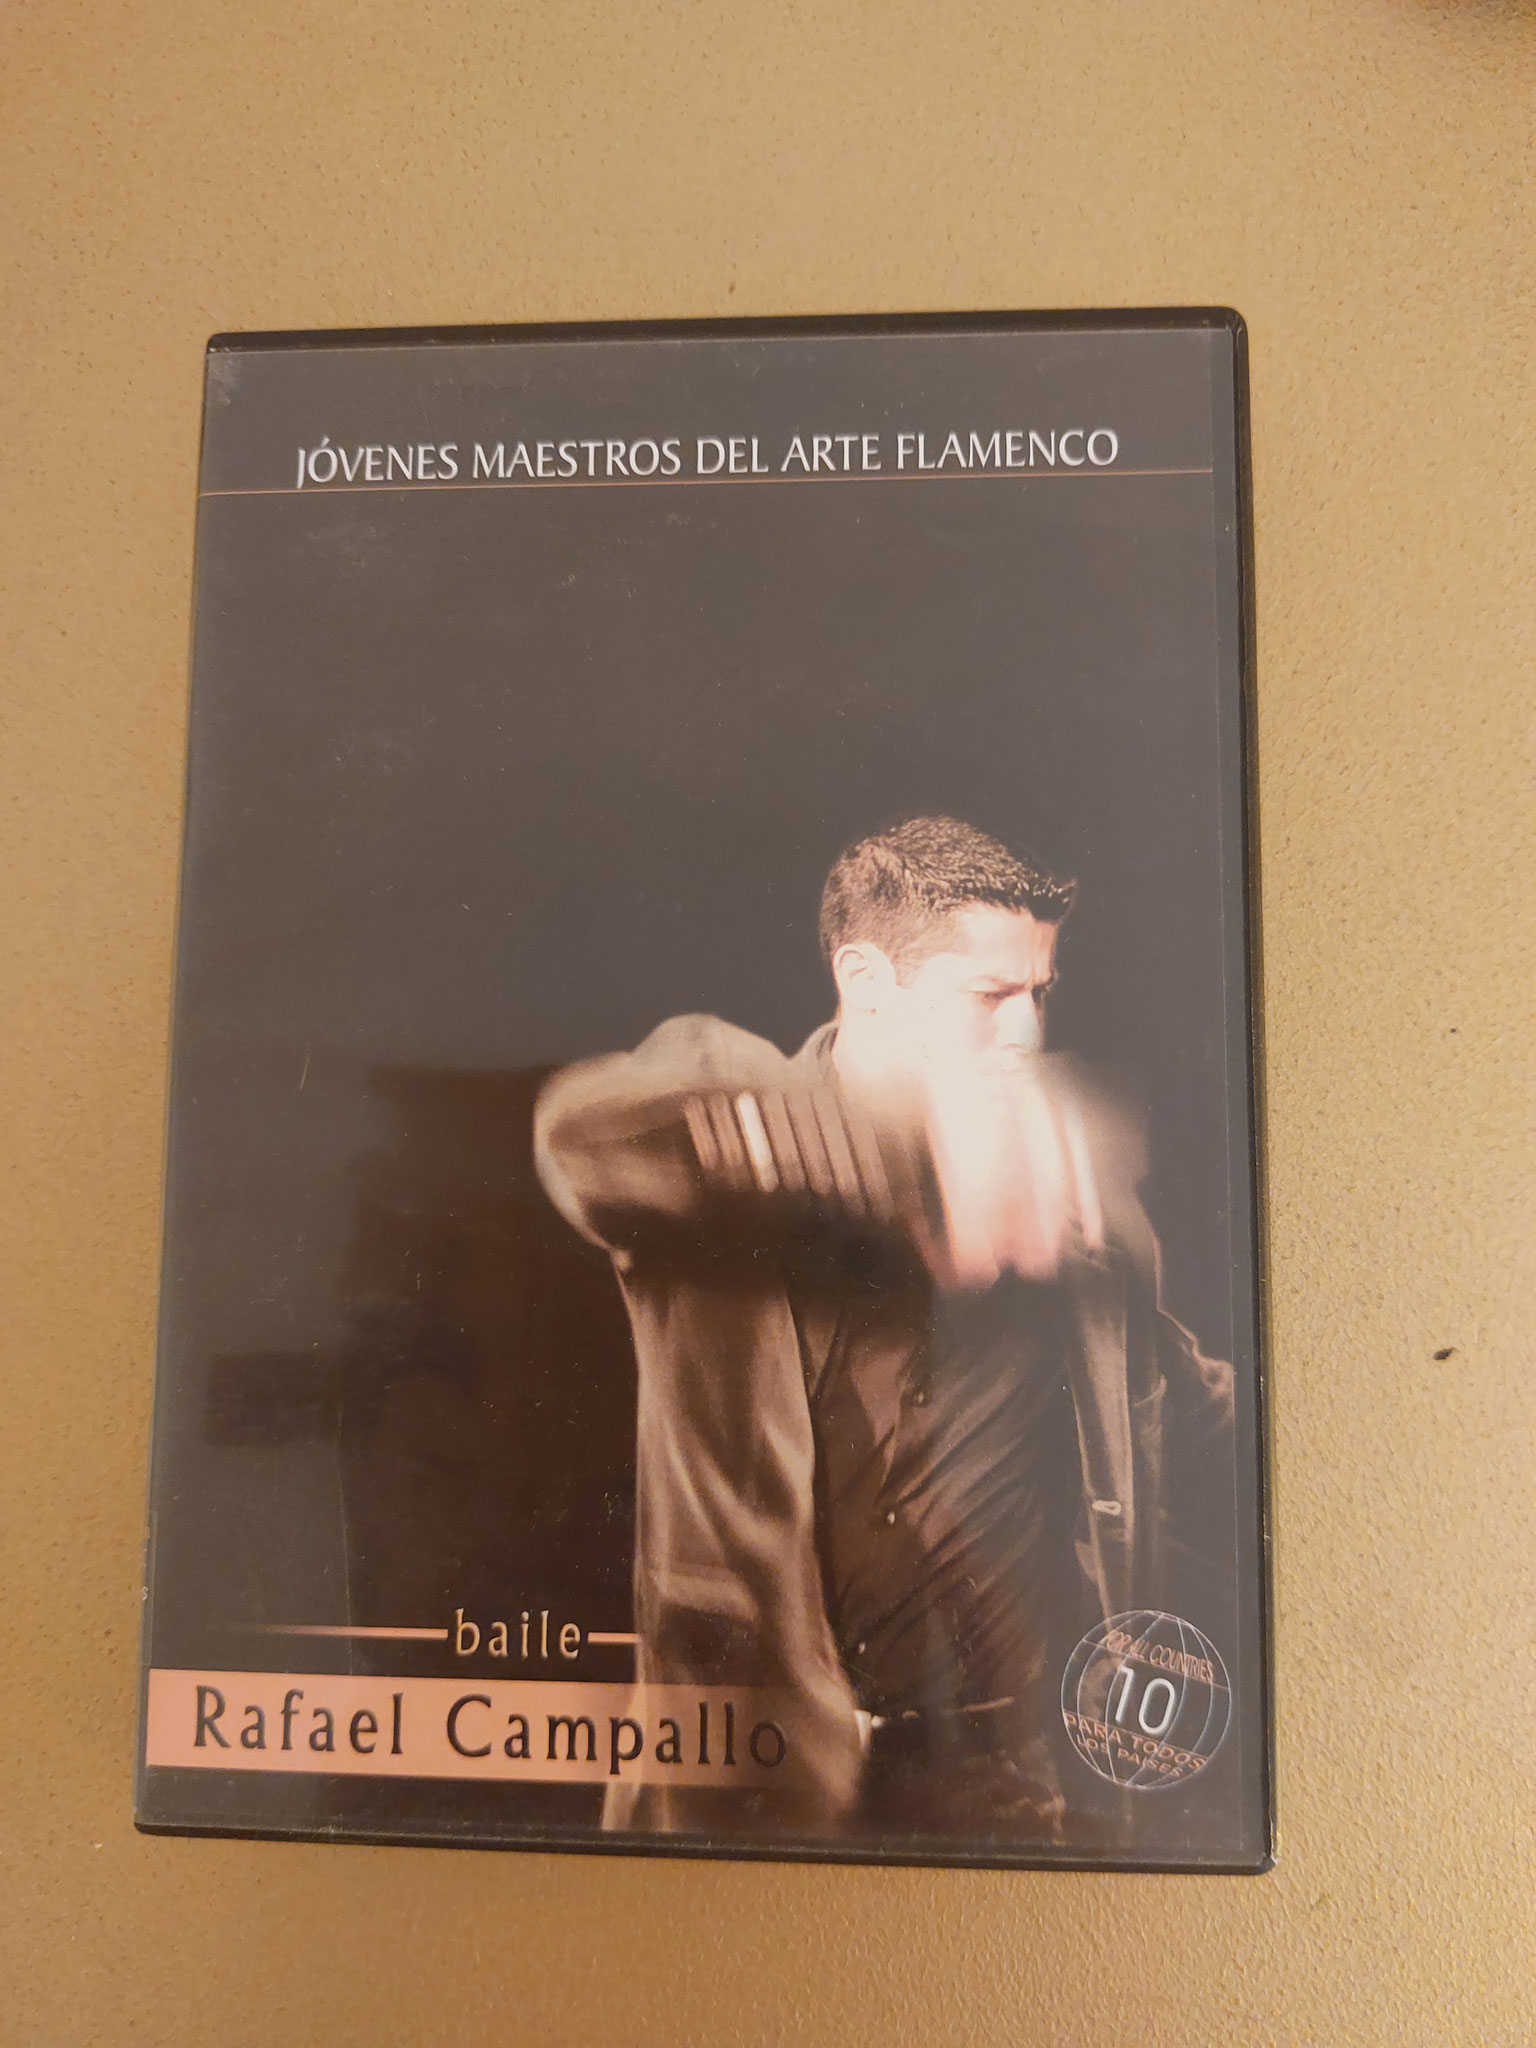 JÓVENES MAESTROS DEL ARTE FLAMENCO
baile
Rafael Campallo
FOR ALL COUNTRIES
10
PARA TODOS
LOS PAISES